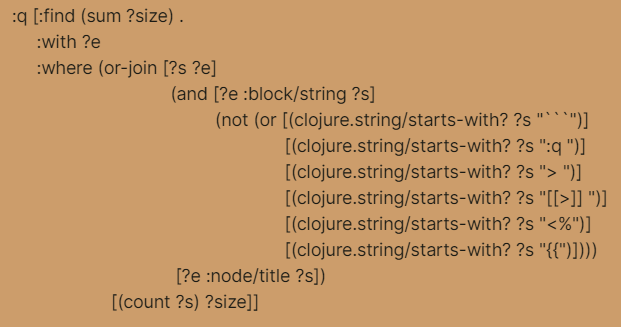 :q [:find (sum ?size) .
:with ?e
:where (or-join [?s ?e]
(and [?e :block/string ?s]
(not (or [(clojure.string/starts-with? ?s "```")]
[(clojure.string/starts-with? ?s ":q ")]
[(clojure.string/starts-with? ?s "> ")]
[(clojure.string/starts-with? ?s "[[>]] ")]
[(clojure.string/starts-with? ?s "<%")]
[(clojure.string/starts-with? ?s "{{")])))
[?e :node/title ?s])
[(count ?s) ?size]]